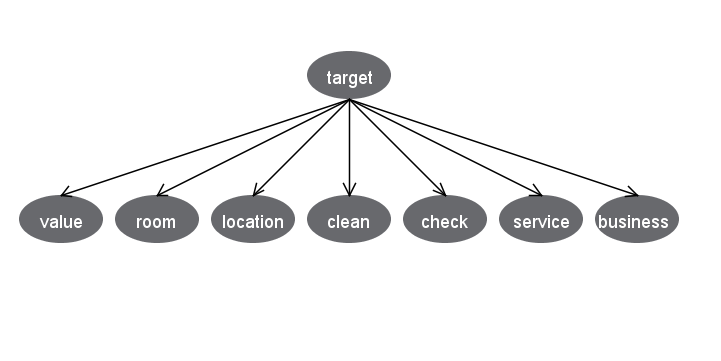 target
value room location clean check service business